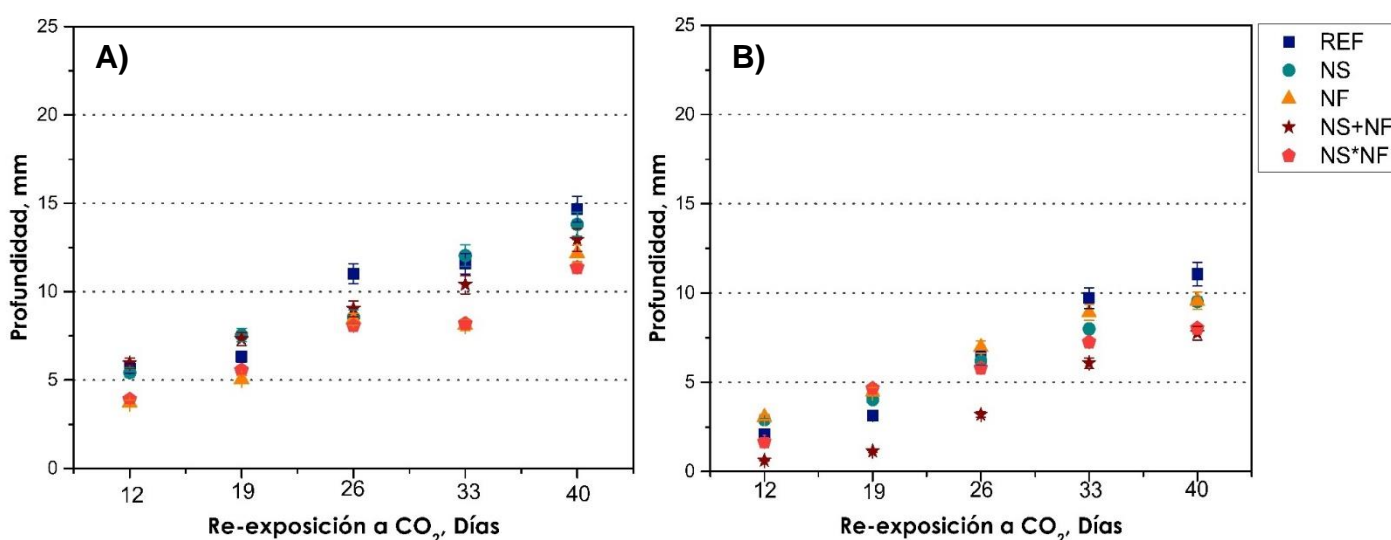 A)
Profundidad, mm
25
20
15
10
5
0
12 19 26 33 40
Re-exposición a CO₂, Días
B)
Profundidad, mm
25
20
15
10
5
0
12 19 26 33 40
Re-exposición a CO₂, Días
REF
NS
NF
NS+NF
NS*NF